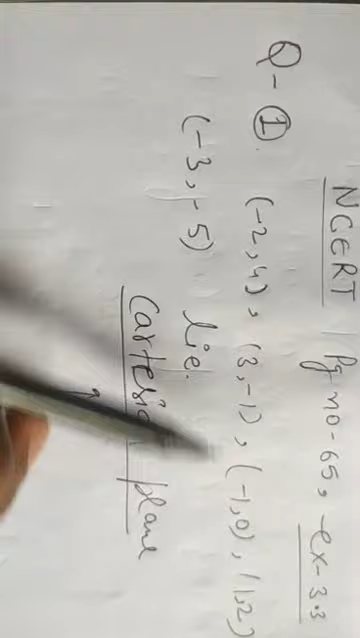 NCERT / Pg no-65, ex-3.3
Q-① (-2,4), (3,-1), (-1,0), (1,2)
(-3,-5) lie.
Cartesian plane